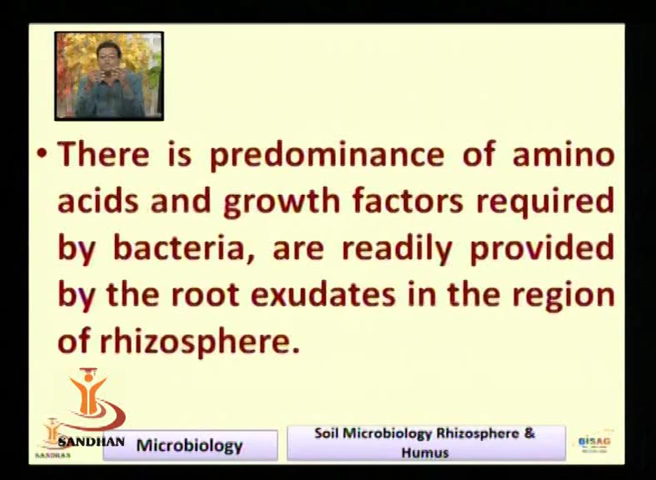 • There is predominance of amino
acids and growth factors required
by bacteria, are readily provided
by the root exudates in the region
of rhizosphere.
SANDHAN
SANDHAN
Microbiology
Soil Microbiology Rhizosphere &
Humus
BISAG